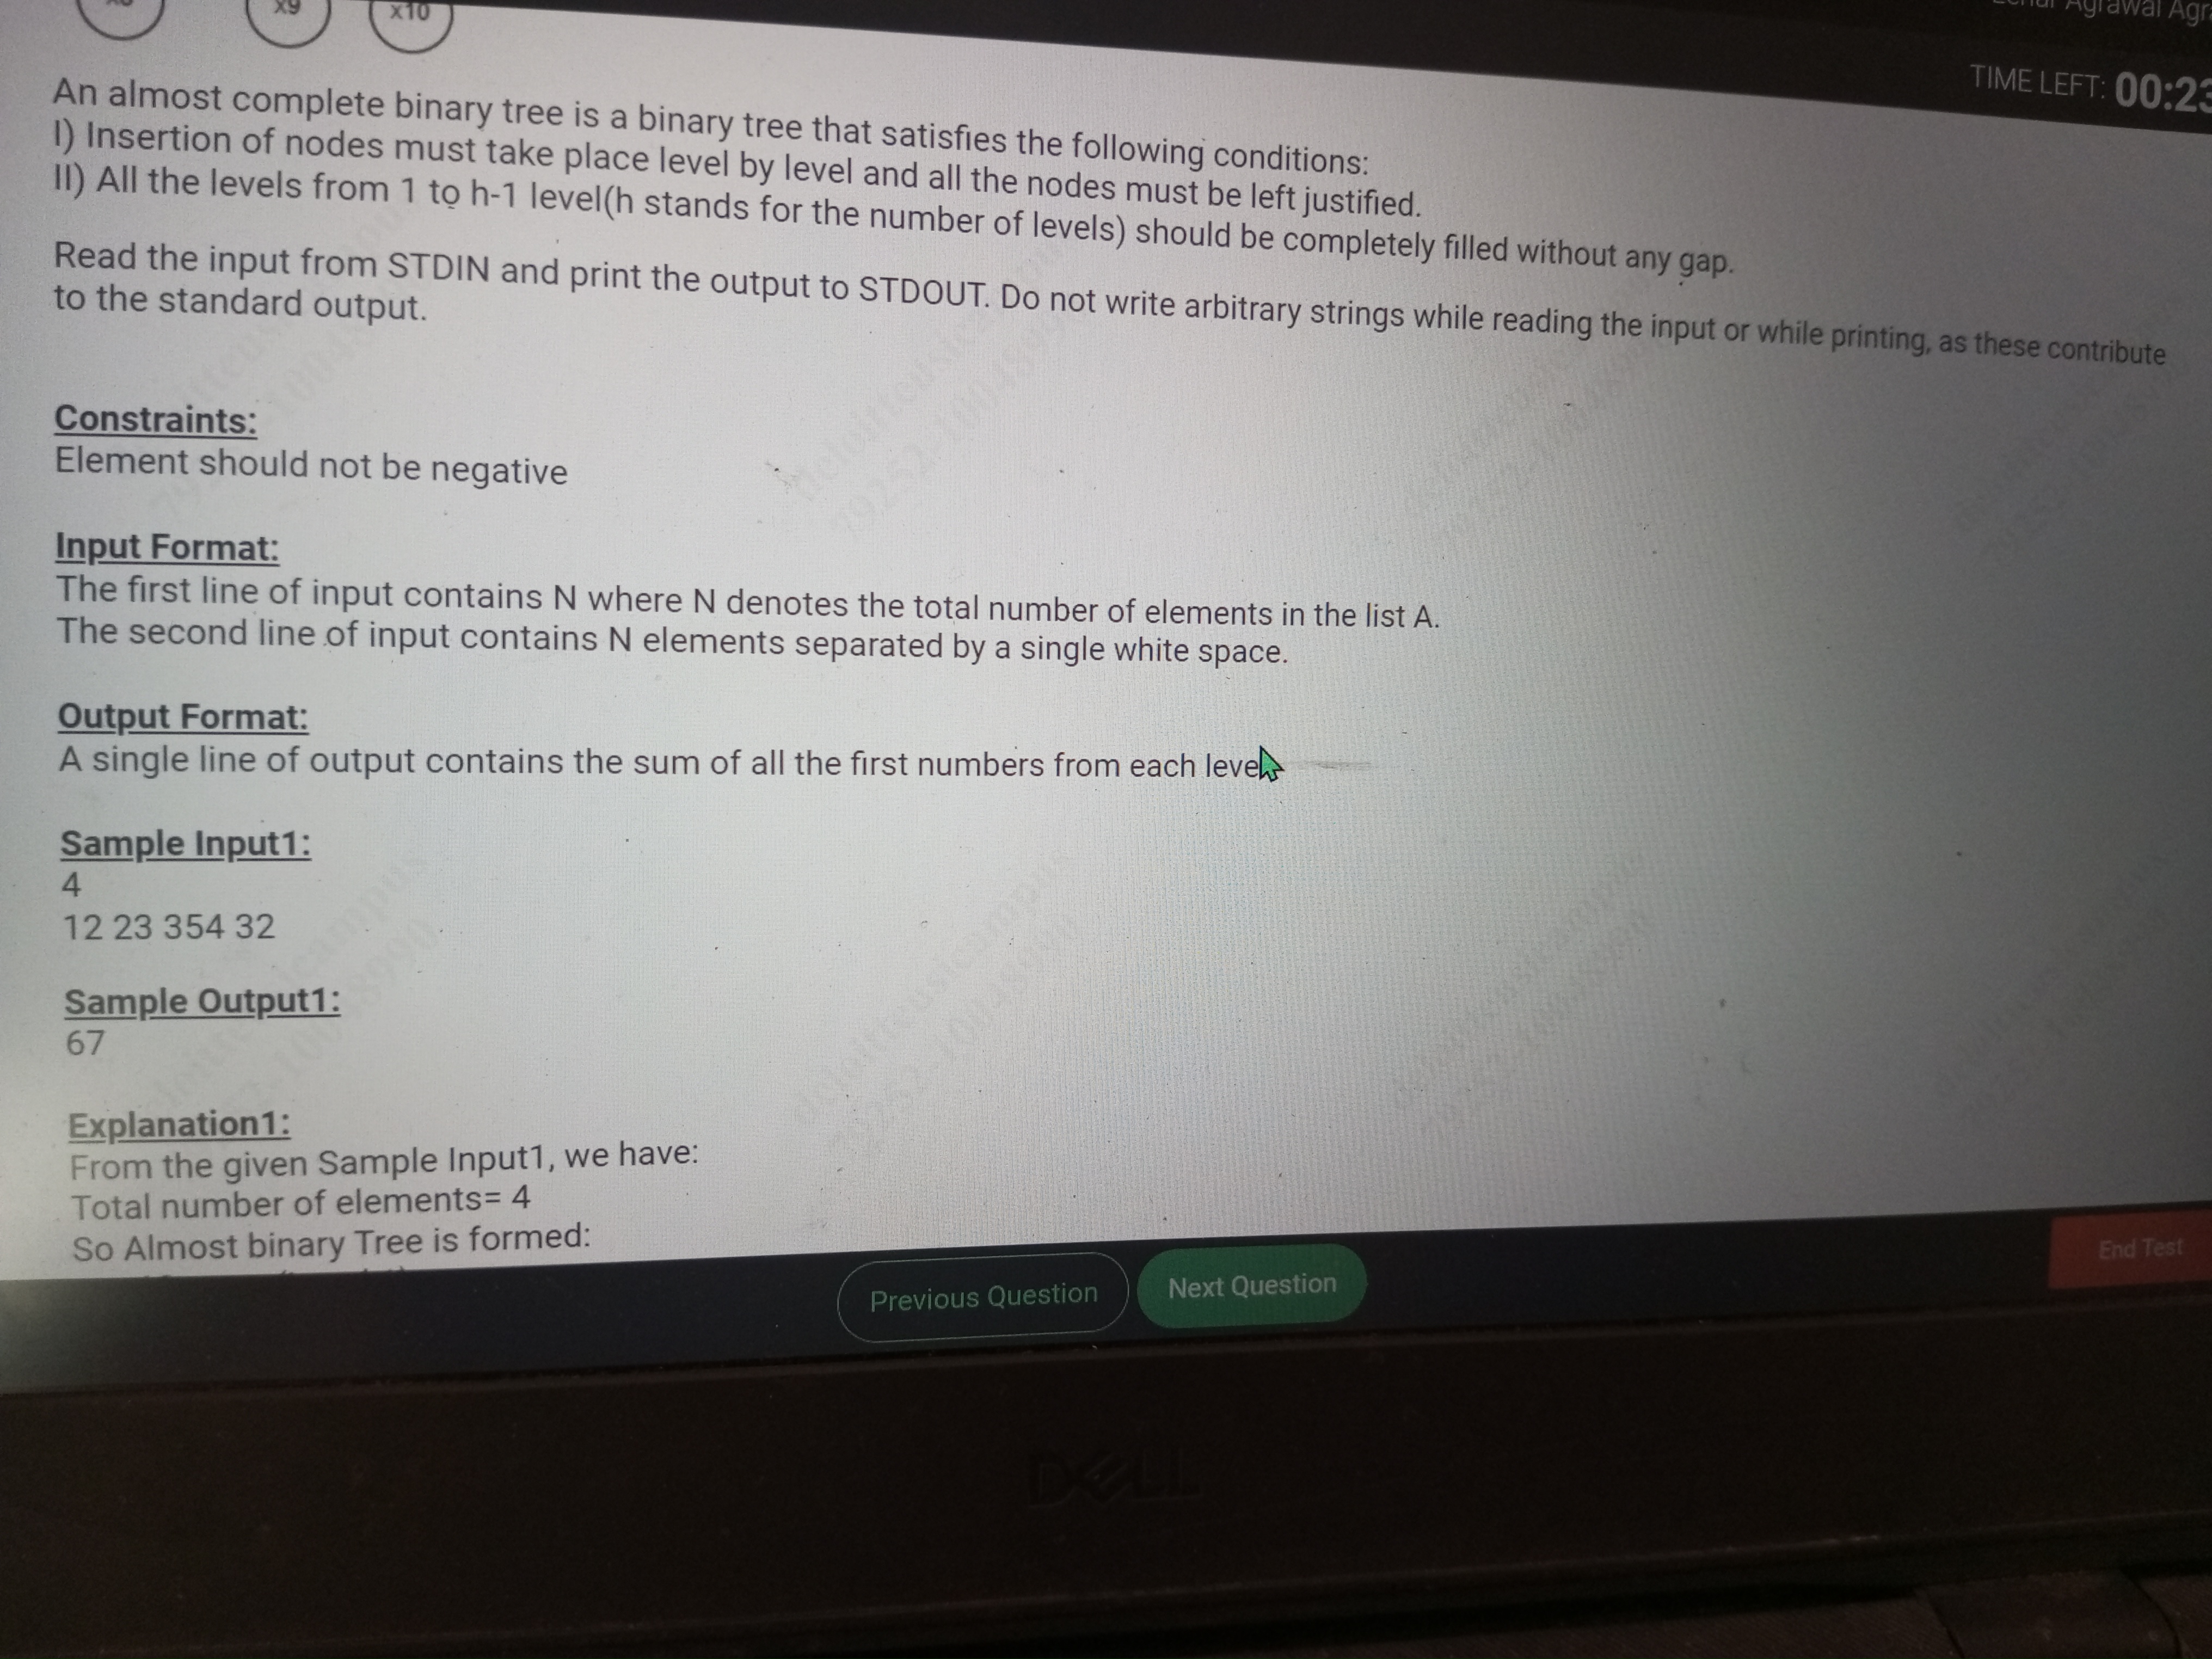 x9
x10
Agrawal Agr
TIME LEFT: 00:23
An almost complete binary tree is a binary tree that satisfies the following conditions:
I) Insertion of nodes must take place level by level and all the nodes must be left justified.
II) All the levels from 1 to h-1 level(h stands for the number of levels) should be completely filled without any gap.
Read the input from STDIN and print the output to STDOUT. Do not write arbitrary strings while reading the input or while printing, as these contribute
to the standard output.
Constraints:
Element should not be negative
Input Format:
The first line of input contains N where N denotes the total number of elements in the list A.
The second line of input contains N elements separated by a single white space.
Output Format:
A single line of output contains the sum of all the first numbers from each leve
Sample Input1:
4
12 23 354 32
Sample Output1:
67
Explanation1:
From the given Sample Input1, we have:
Total number of elements= 4
So Almost binary Tree is formed:
Previous Question
Next Question
End Test
DELL